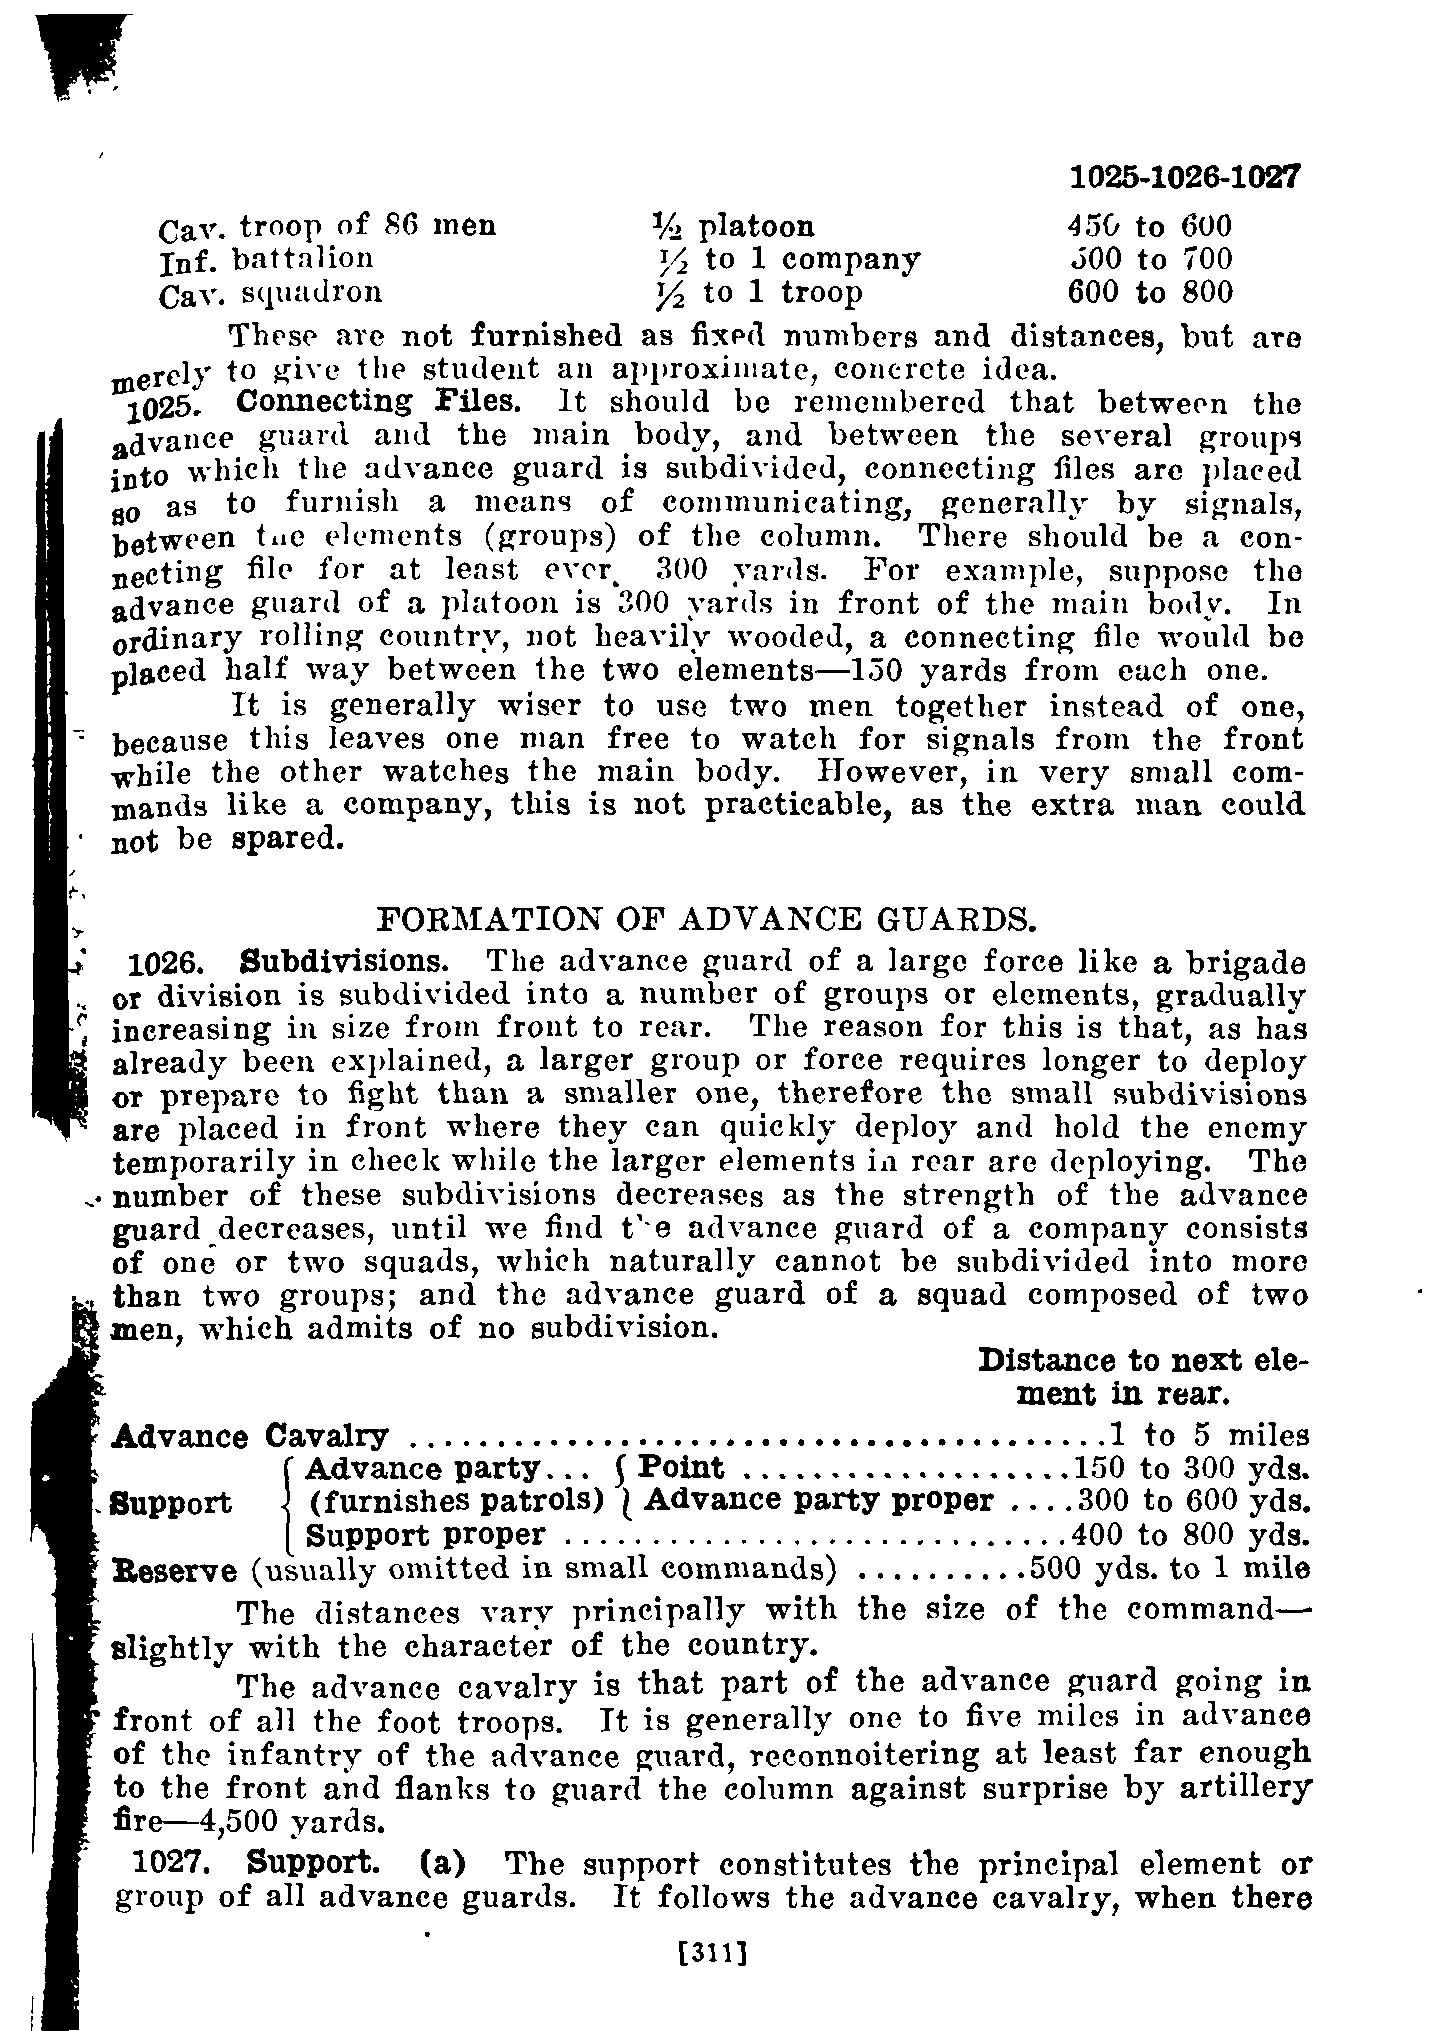 1025-1026-1027
Cav. troop of 86 men ½ platoon 450 to 600
Inf. battalion ½ to 1 company 500 to 700
Cav. squadron ½ to 1 troop 600 to 800
These are not furnished as fixed numbers and distances, but are
merely to give the student an approximate, concrete idea.
1025. Connecting Files. It should be remembered that between the
advance guard and the main body, and between the several groups
into which the advance guard is subdivided, connecting files are placed
so as to furnish a means of communicating, generally by signals,
between the elements (groups) of the column. There should be a con-
necting file for at least every 300 yards. For example, suppose the
advance guard of a platoon is 300 yards in front of the main body. In
ordinary rolling country, not heavily wooded, a connecting file would be
placed half way between the two elements—150 yards from each one.
It is generally wiser to use two men together instead of one,
because this leaves one man free to watch for signals from the front
while the other watches the main body. However, in very small com-
mands like a company, this is not practicable, as the extra man could
not be spared.
FORMATION OF ADVANCE GUARDS.
1026. Subdivisions. The advance guard of a large force like a brigade
or division is subdivided into a number of groups or elements, gradually
increasing in size from front to rear. The reason for this is that, as has
already been explained, a larger group or force requires longer to deploy
or prepare to fight than a smaller one, therefore the small subdivisions
are placed in front where they can quickly deploy and hold the enemy
temporarily in check while the larger elements in rear are deploying. The
number of these subdivisions decreases as the strength of the advance
guard decreases, until we find the advance guard of a company consists
of one or two squads, which naturally cannot be subdivided into more
than two groups; and the advance guard of a squad composed of two
men, which admits of no subdivision.
Distance to next ele-
ment in rear.
Advance Cavalry ........................................1 to 5 miles
{ Advance party... { Point ...................150 to 300 yds.
Support { (furnishes patrols) { Advance party proper ....300 to 600 yds.
{ Support proper .............................400 to 800 yds.
Reserve (usually omitted in small commands) ..........500 yds. to 1 mile
The distances vary principally with the size of the command—
slightly with the character of the country.
The advance cavalry is that part of the advance guard going in
front of all the foot troops. It is generally one to five miles in advance
of the infantry of the advance guard, reconnoitering at least far enough
to the front and flanks to guard the column against surprise by artillery
fire—4,500 yards.
1027. Support. (a) The support constitutes the principal element or
group of all advance guards. It follows the advance cavalry, when there
[311]